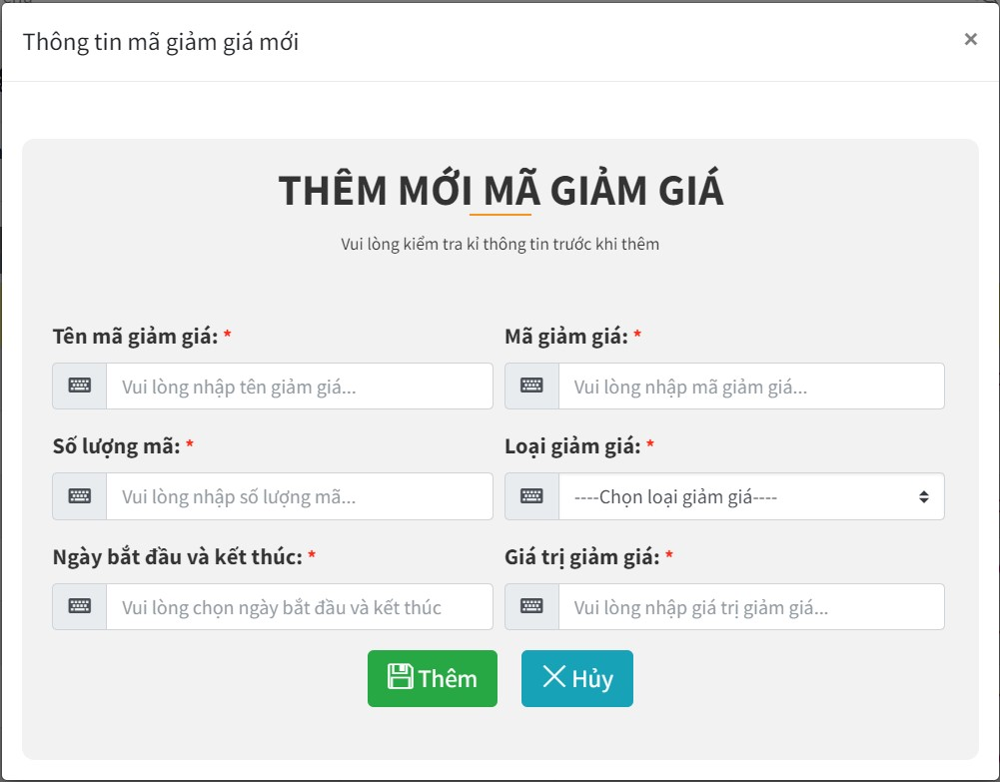 Thông tin mã giảm giá mới
×
THÊM MỚI MÃ GIẢM GIÁ
Vui lòng kiểm tra kỉ thông tin trước khi thêm
Tên mã giảm giá: *
Mã giảm giá: *
Vui lòng nhập tên giảm giá...
Vui lòng nhập mã giảm giá...
Số lượng mã: *
Loại giảm giá: *
Vui lòng nhập số lượng mã...
----Chọn loại giảm giá----
Ngày bắt đầu và kết thúc: *
Giá trị giảm giá: *
Vui lòng chọn ngày bắt đầu và kết thúc
Vui lòng nhập giá trị giảm giá...
Thêm
Hủy